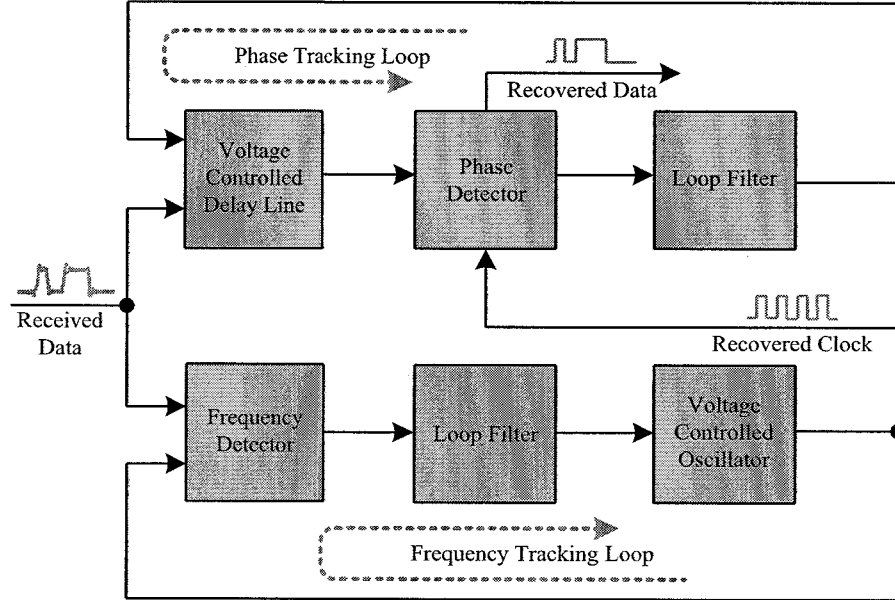 Phase Tracking Loop
Recovered Data
Voltage
Controlled
Delay Line
Phase
Detector
Loop Filter
Received
Data
Recovered Clock
Frequency
Detector
Loop Filter
Voltage
Controlled
Oscillator
Frequency Tracking Loop